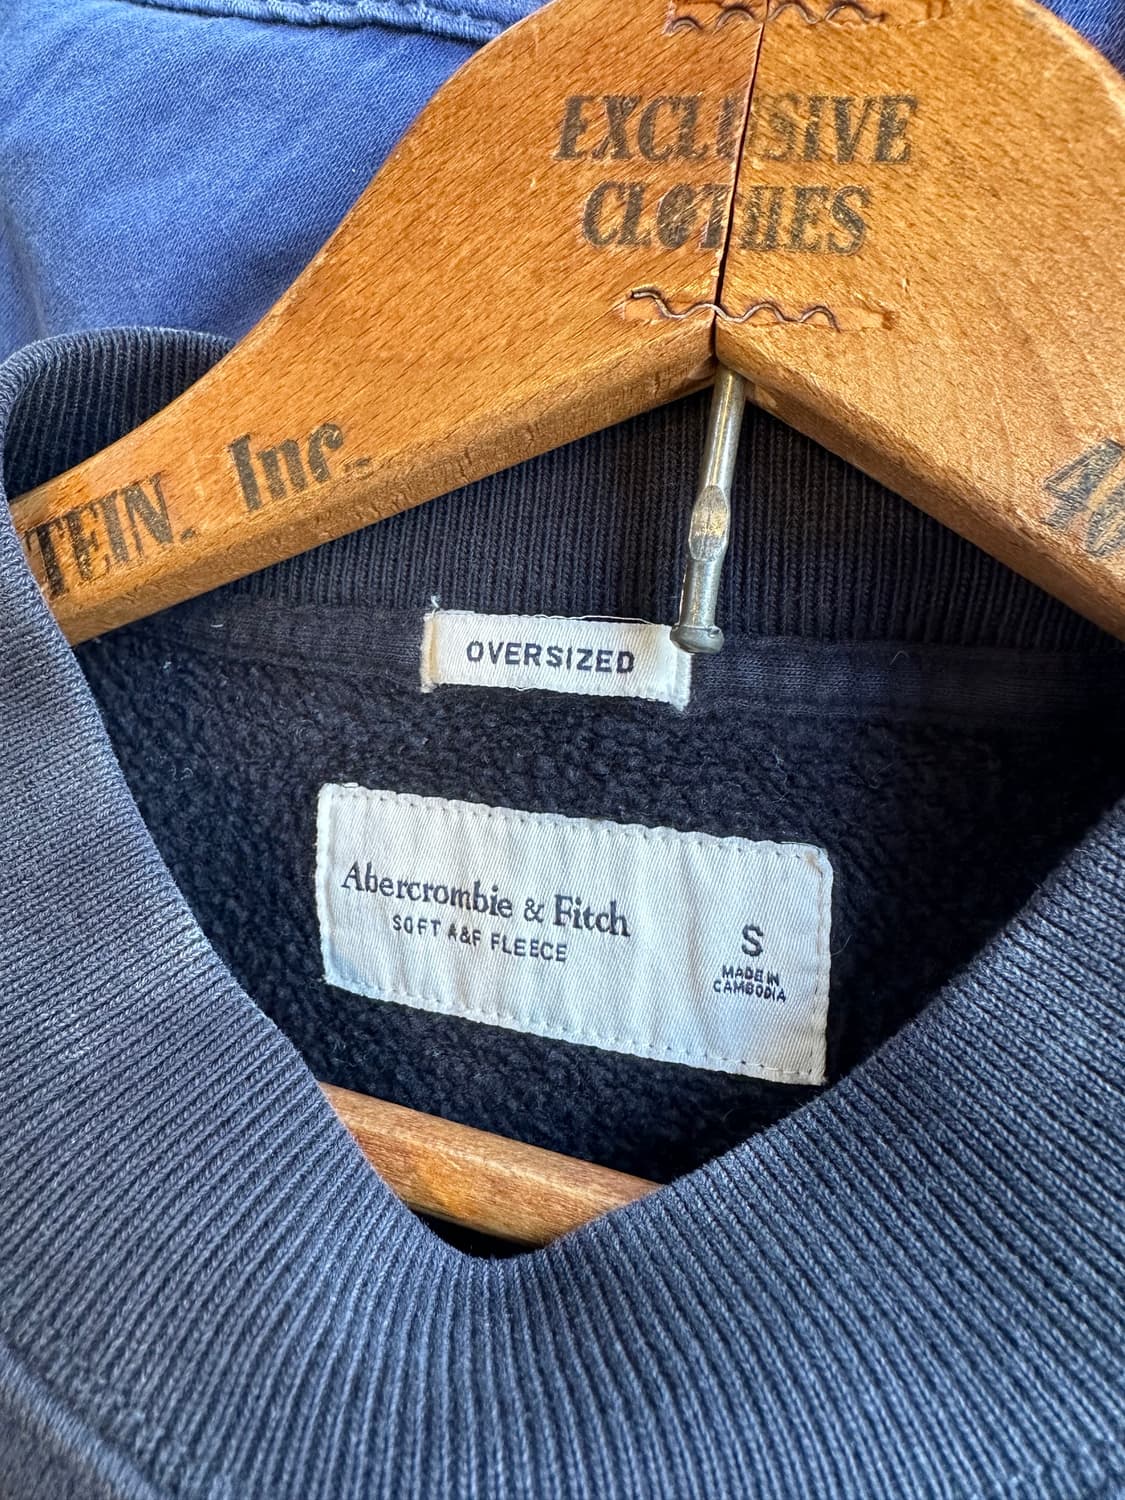 EXCLUSIVE
CLOTHES
TEIN. Inc.
OVERSIZED
Abercrombie & Fitch
SOFT A&F FLEECE
S
MADE IN
CAMBODIA